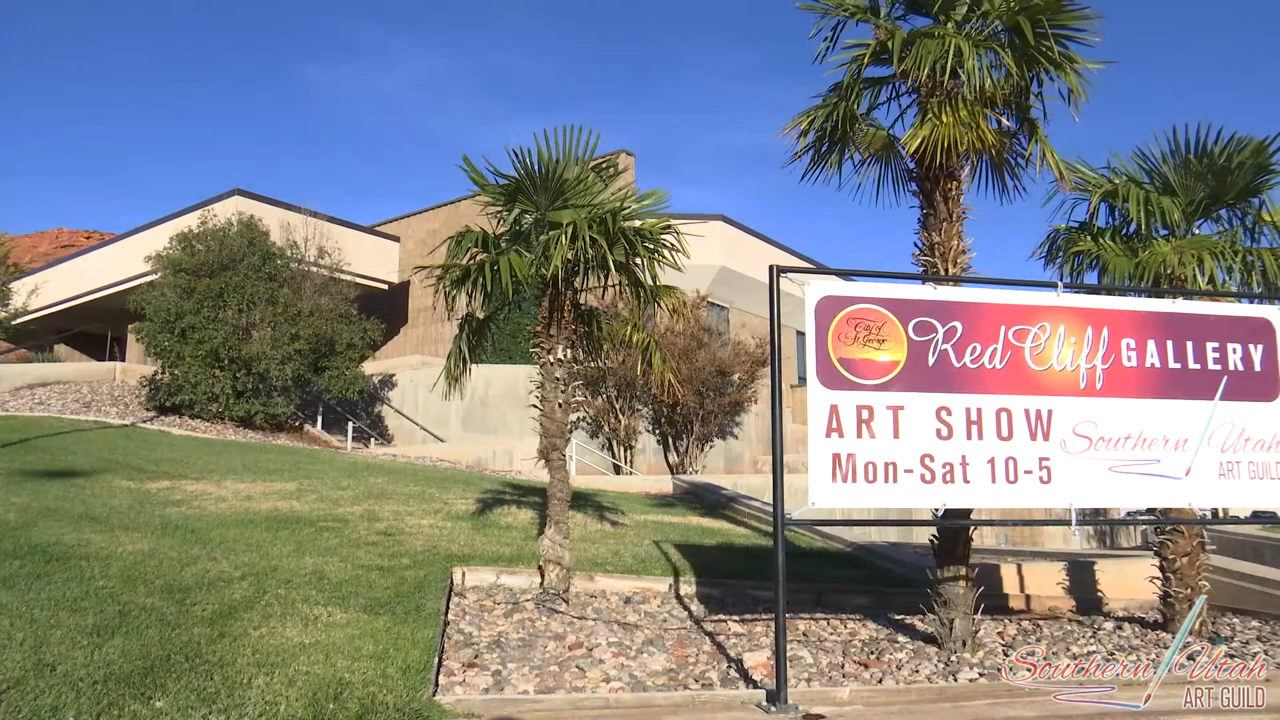 City of
St George
Red Cliff GALLERY
ART SHOW
Mon-Sat 10-5
Southern Utah
ART GUILD
Southern Utah
ART GUILD